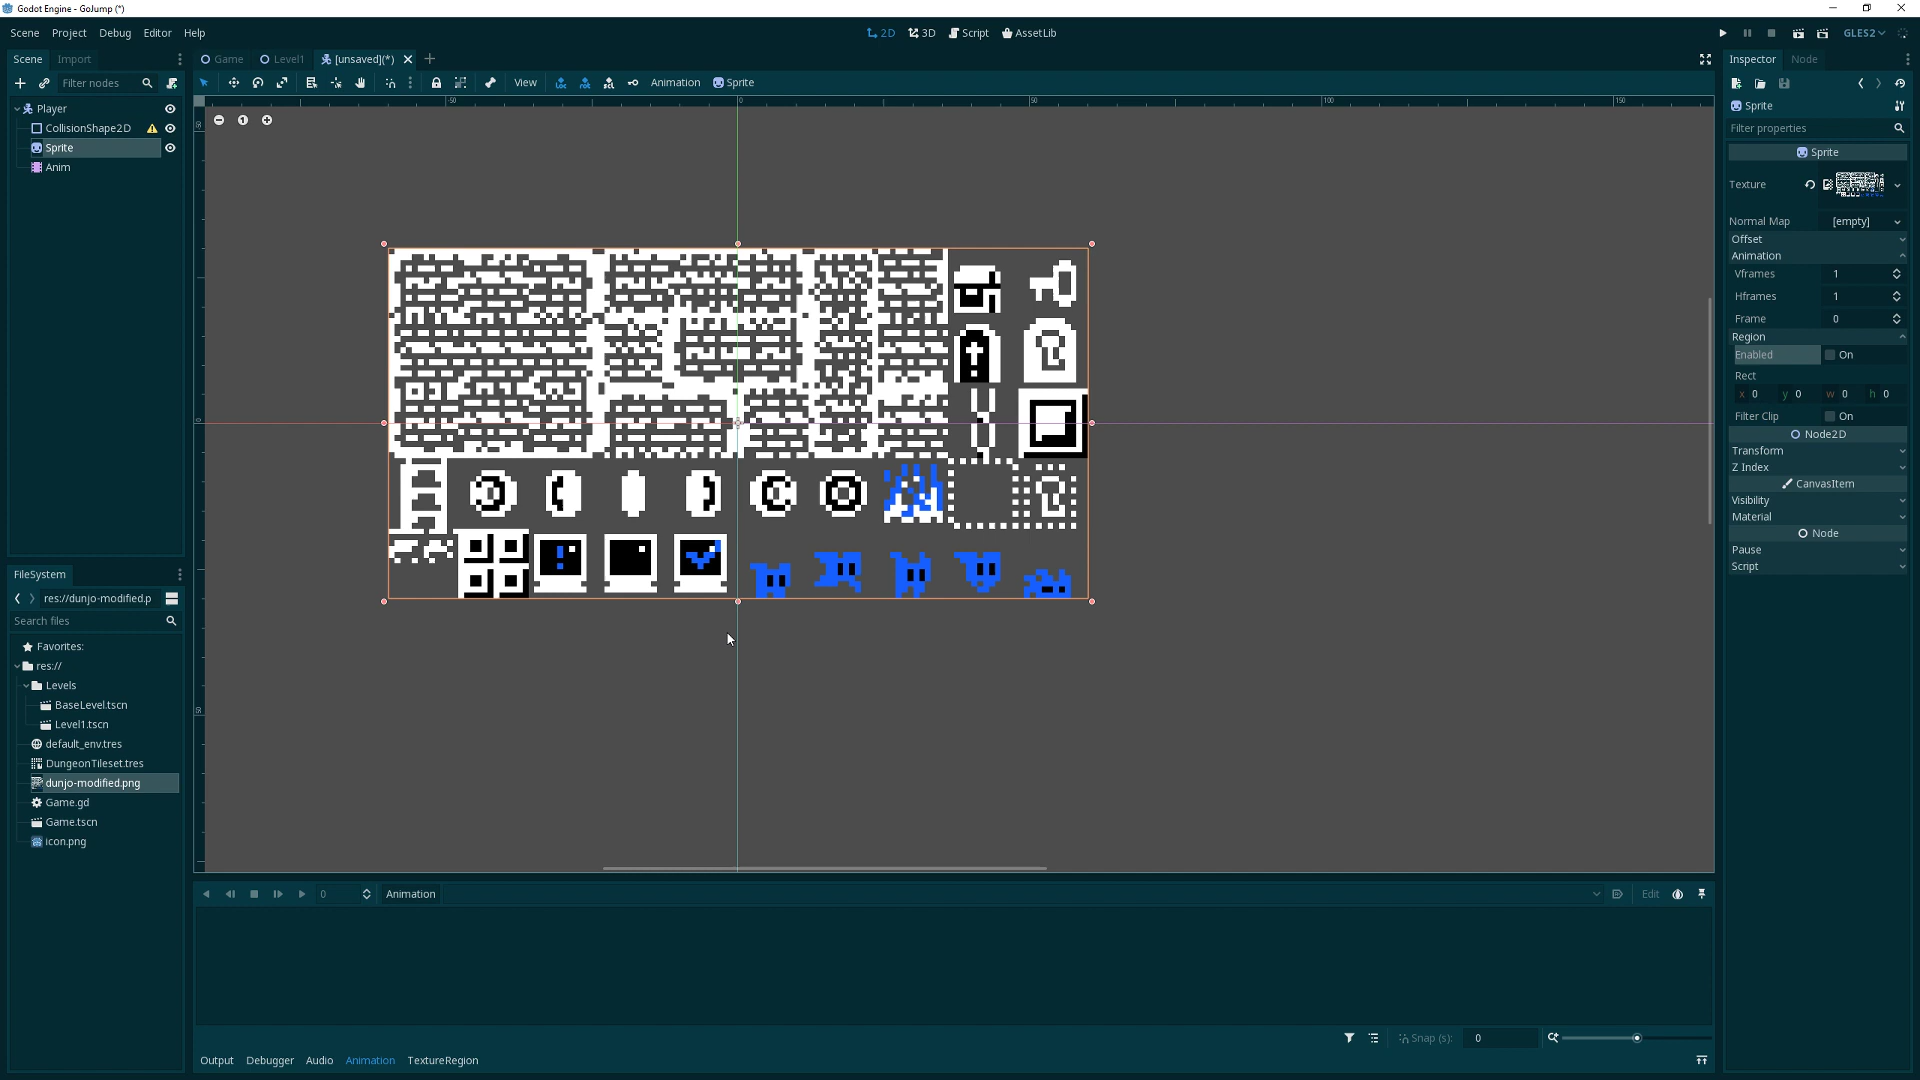 Godot Engine - GoJump (*)
Scene Project Debug Editor Help
2D 3D Script AssetLib
GLES2
Scene Import
Game Level1 [unsaved](*)
Inspector Node
Filter nodes
View Animation Sprite
Player
CollisionShape2D
Sprite
Anim
-50 0 50 100 150
Sprite
Filter properties
Sprite
Texture
Normal Map [empty]
Offset
Animation
Vframes 1
Hframes 1
Frame 0
Region
Enabled On
Rect
x 0 y 0 w 0 h 0
Filter Clip On
Node2D
Transform
Z Index
CanvasItem
Visibility
Material
Node
Pause
Script
FileSystem
res://dunjo-modified.p
Search files
Favorites:
res://
Levels
BaseLevel.tscn
Level1.tscn
default_env.tres
DungeonTileset.tres
dunjo-modified.png
Game.gd
Game.tscn
icon.png
0 Animation Edit
Snap (s): 0
Output Debugger Audio Animation TextureRegion